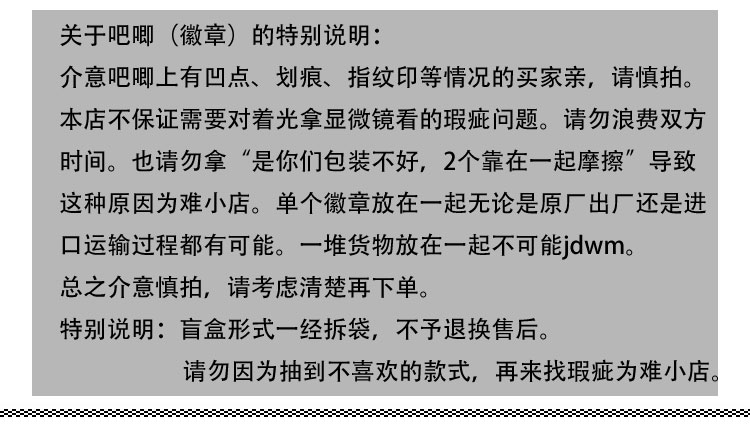 关于吧唧（徽章）的特别说明：
介意吧唧上有凹点、划痕、指纹印等情况的买家亲，请慎拍。
本店不保证需要对着光拿显微镜看的瑕疵问题。请勿浪费双方
时间。也请勿拿“是你们包装不好，2个靠在一起摩擦”导致
这种原因为难小店。单个徽章放在一起无论是原厂出厂还是进
口运输过程都有可能。一堆货物放在一起不可能jdwm。
总之介意慎拍，请考虑清楚再下单。
特别说明：盲盒形式一经拆袋，不予退换售后。
请勿因为抽到不喜欢的款式，再来找瑕疵为难小店。